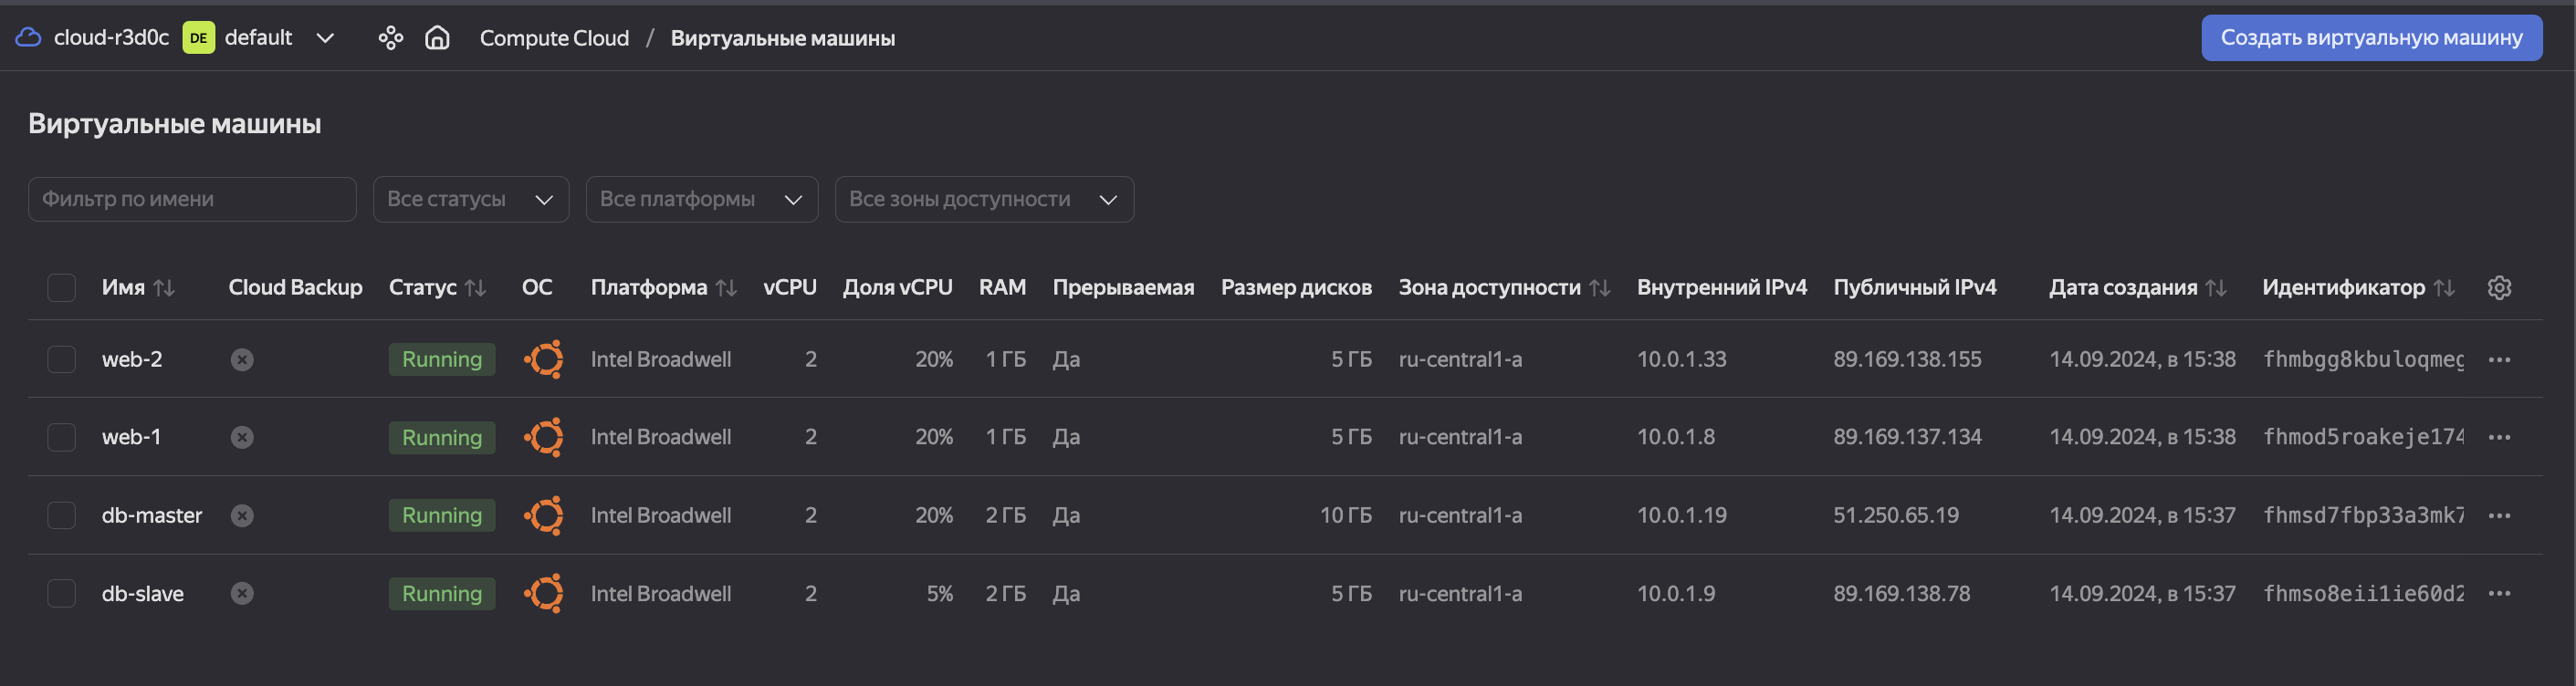 cloud-r3d0c DE default Compute Cloud / Виртуальные машины Создать виртуальную машину
Виртуальные машины
Фильтр по имени Все статусы Все платформы Все зоны доступности
Имя Cloud Backup Статус ОС Платформа vCPU Доля vCPU RAM Прерываемая Размер дисков Зона доступности Внутренний IPv4 Публичный IPv4 Дата создания Идентификатор
web-2 Running Intel Broadwell 2 20% 1 ГБ Да 5 ГБ ru-central1-a 10.0.1.33 89.169.138.155 14.09.2024, в 15:38 fhmbgg8kbuloqmeg
web-1 Running Intel Broadwell 2 20% 1 ГБ Да 5 ГБ ru-central1-a 10.0.1.8 89.169.137.134 14.09.2024, в 15:38 fhmod5roakeje174
db-master Running Intel Broadwell 2 20% 2 ГБ Да 10 ГБ ru-central1-a 10.0.1.19 51.250.65.19 14.09.2024, в 15:37 fhmsd7fbp33a3mk7
db-slave Running Intel Broadwell 2 5% 2 ГБ Да 5 ГБ ru-central1-a 10.0.1.9 89.169.138.78 14.09.2024, в 15:37 fhmso8eii1ie60d2